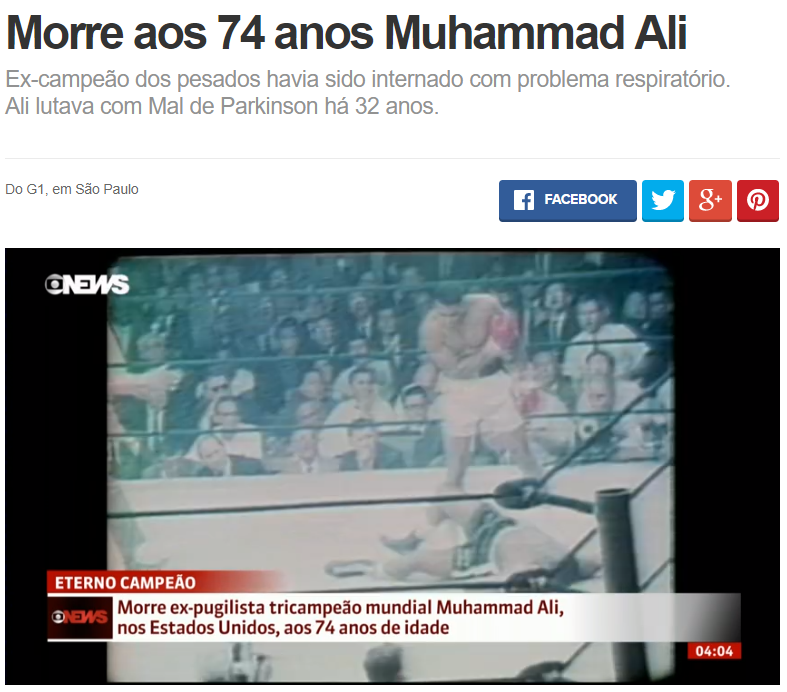 Morre aos 74 anos Muhammad Ali
Ex-campeão dos pesados havia sido internado com problema respiratório.
Ali lutava com Mal de Parkinson há 32 anos.
Do G1, em São Paulo
FACEBOOK
g+
NEWS
ETERNO CAMPEÃO
NEWS
Morre ex-pugilista tricampeão mundial Muhammad Ali,
nos Estados Unidos, aos 74 anos de idade
04:04